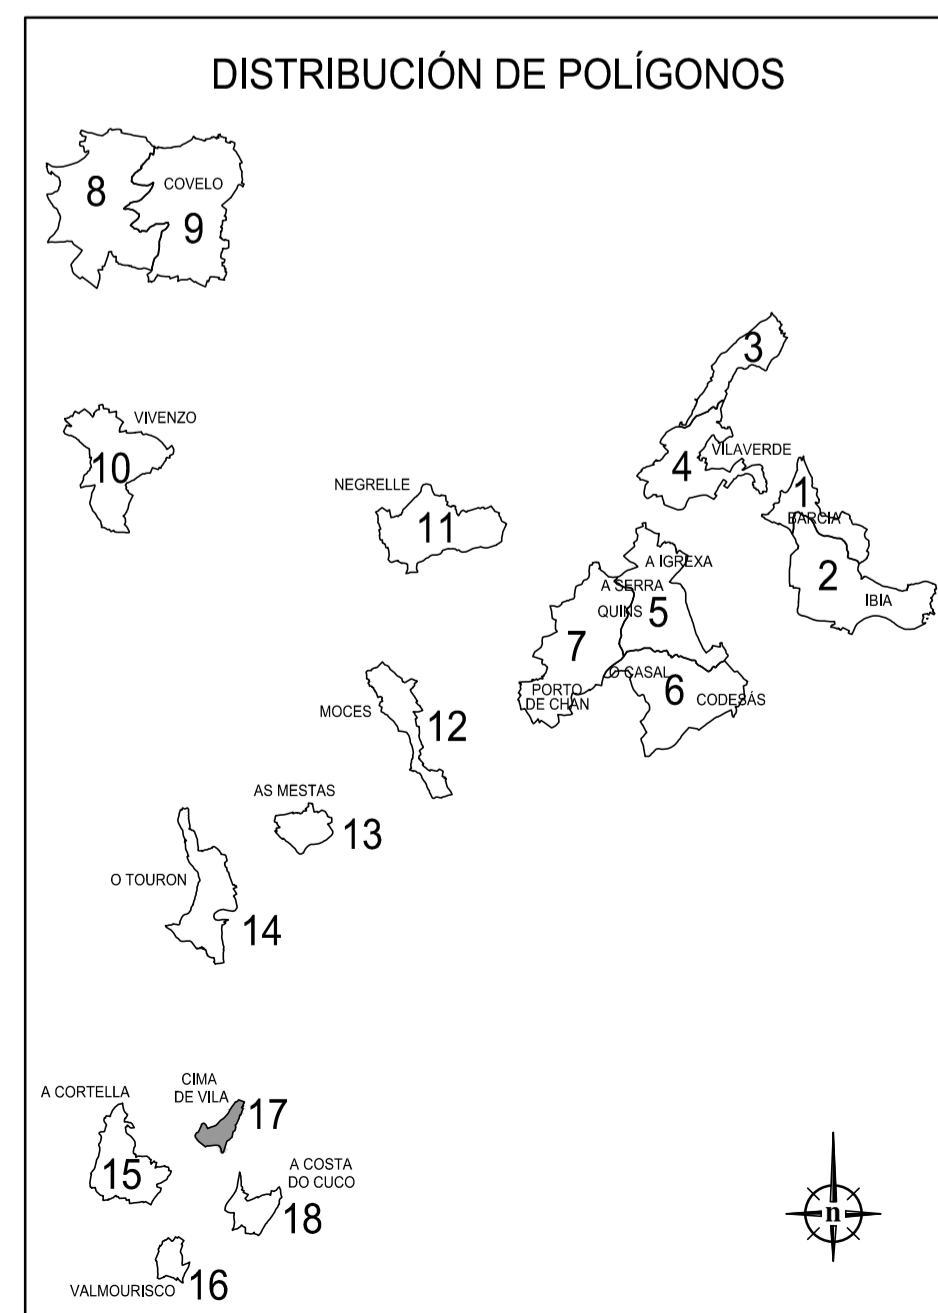 DISTRIBUCIÓN DE POLÍGONOS
8
COVELO
9
3
VIVENZO
10
4
VILAVERDE
NEGRELLE
11
1
BARCIA
2
IBIA
A IGREXA
A SERRA
QUINS
5
7
O CASAL
6
PORTO
DE CHAN
CODESÁS
MOCES
12
AS MESTAS
13
O TOURON
14
A CORTELLA
15
CIMA
DE VILA
17
A COSTA
DO CUCO
18
VALMOURISCO
16
n